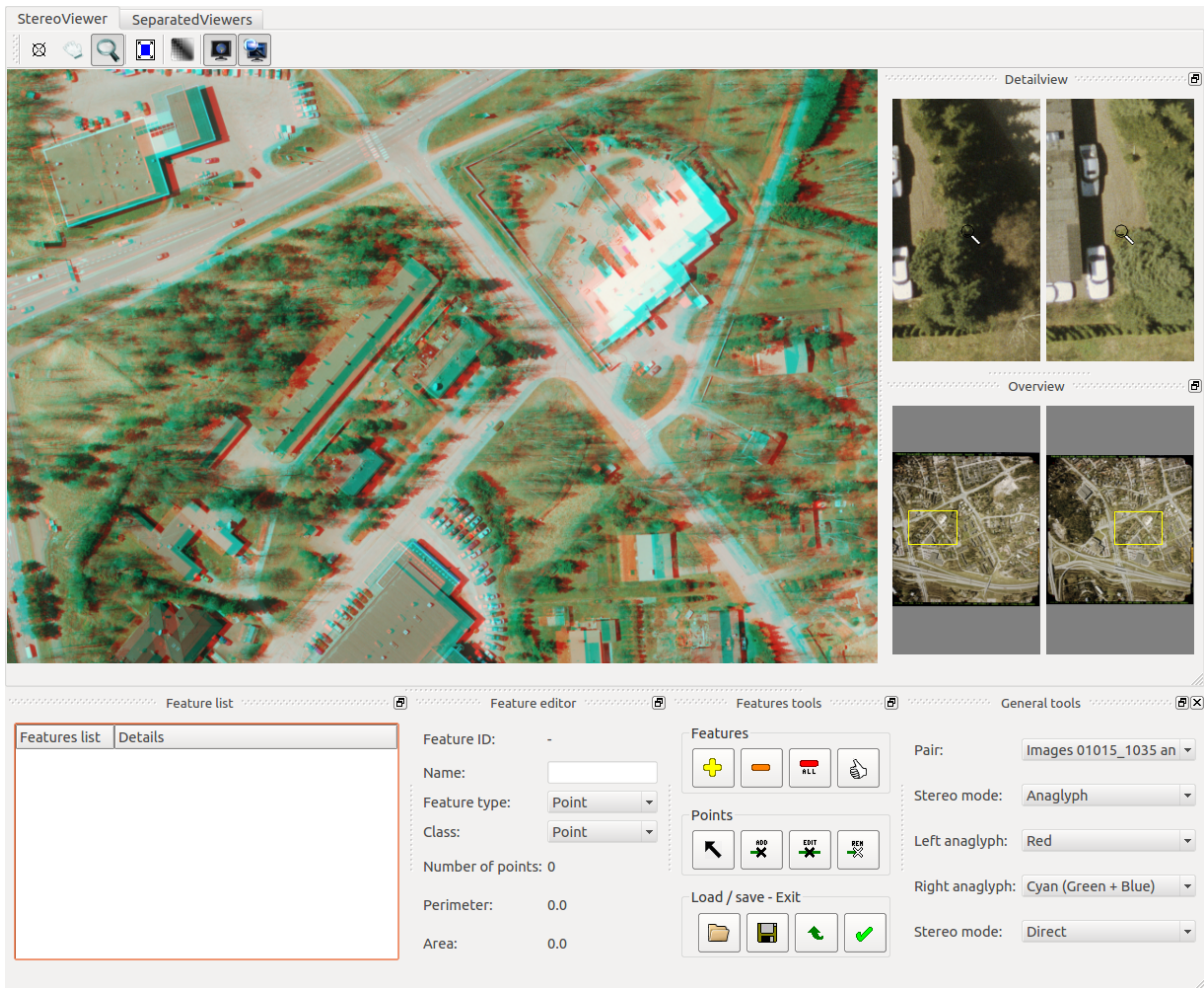 StereoViewer SeparatedViewers
Detailview
Overview
Feature list
Features list Details
Feature editor
Feature ID: -
Name:
Feature type: Point
Class: Point
Number of points: 0
Perimeter: 0.0
Area: 0.0
Features tools
Features
ALL
Points
ADD EDIT REM
Load / save - Exit
General tools
Pair: Images 01015_1035 an
Stereo mode: Anaglyph
Left anaglyph: Red
Right anaglyph: Cyan (Green + Blue)
Stereo mode: Direct